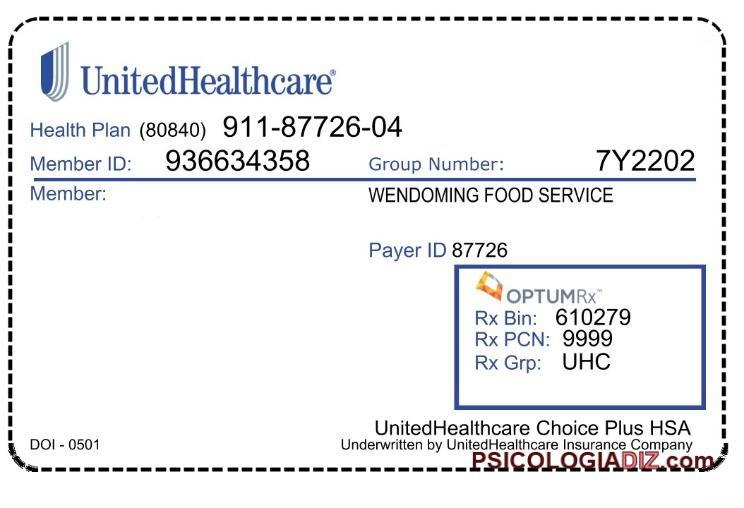 UnitedHealthcare®
Health Plan (80840) 911-87726-04
Member ID: 936634358 Group Number: 7Y2202
Member: WENDOMING FOOD SERVICE
Payer ID 87726
OPTUMRx™
Rx Bin: 610279
Rx PCN: 9999
Rx Grp: UHC
UnitedHealthcare Choice Plus HSA
DOI - 0501 Underwritten by UnitedHealthcare Insurance Company
PSICOLOGIADIZ.com